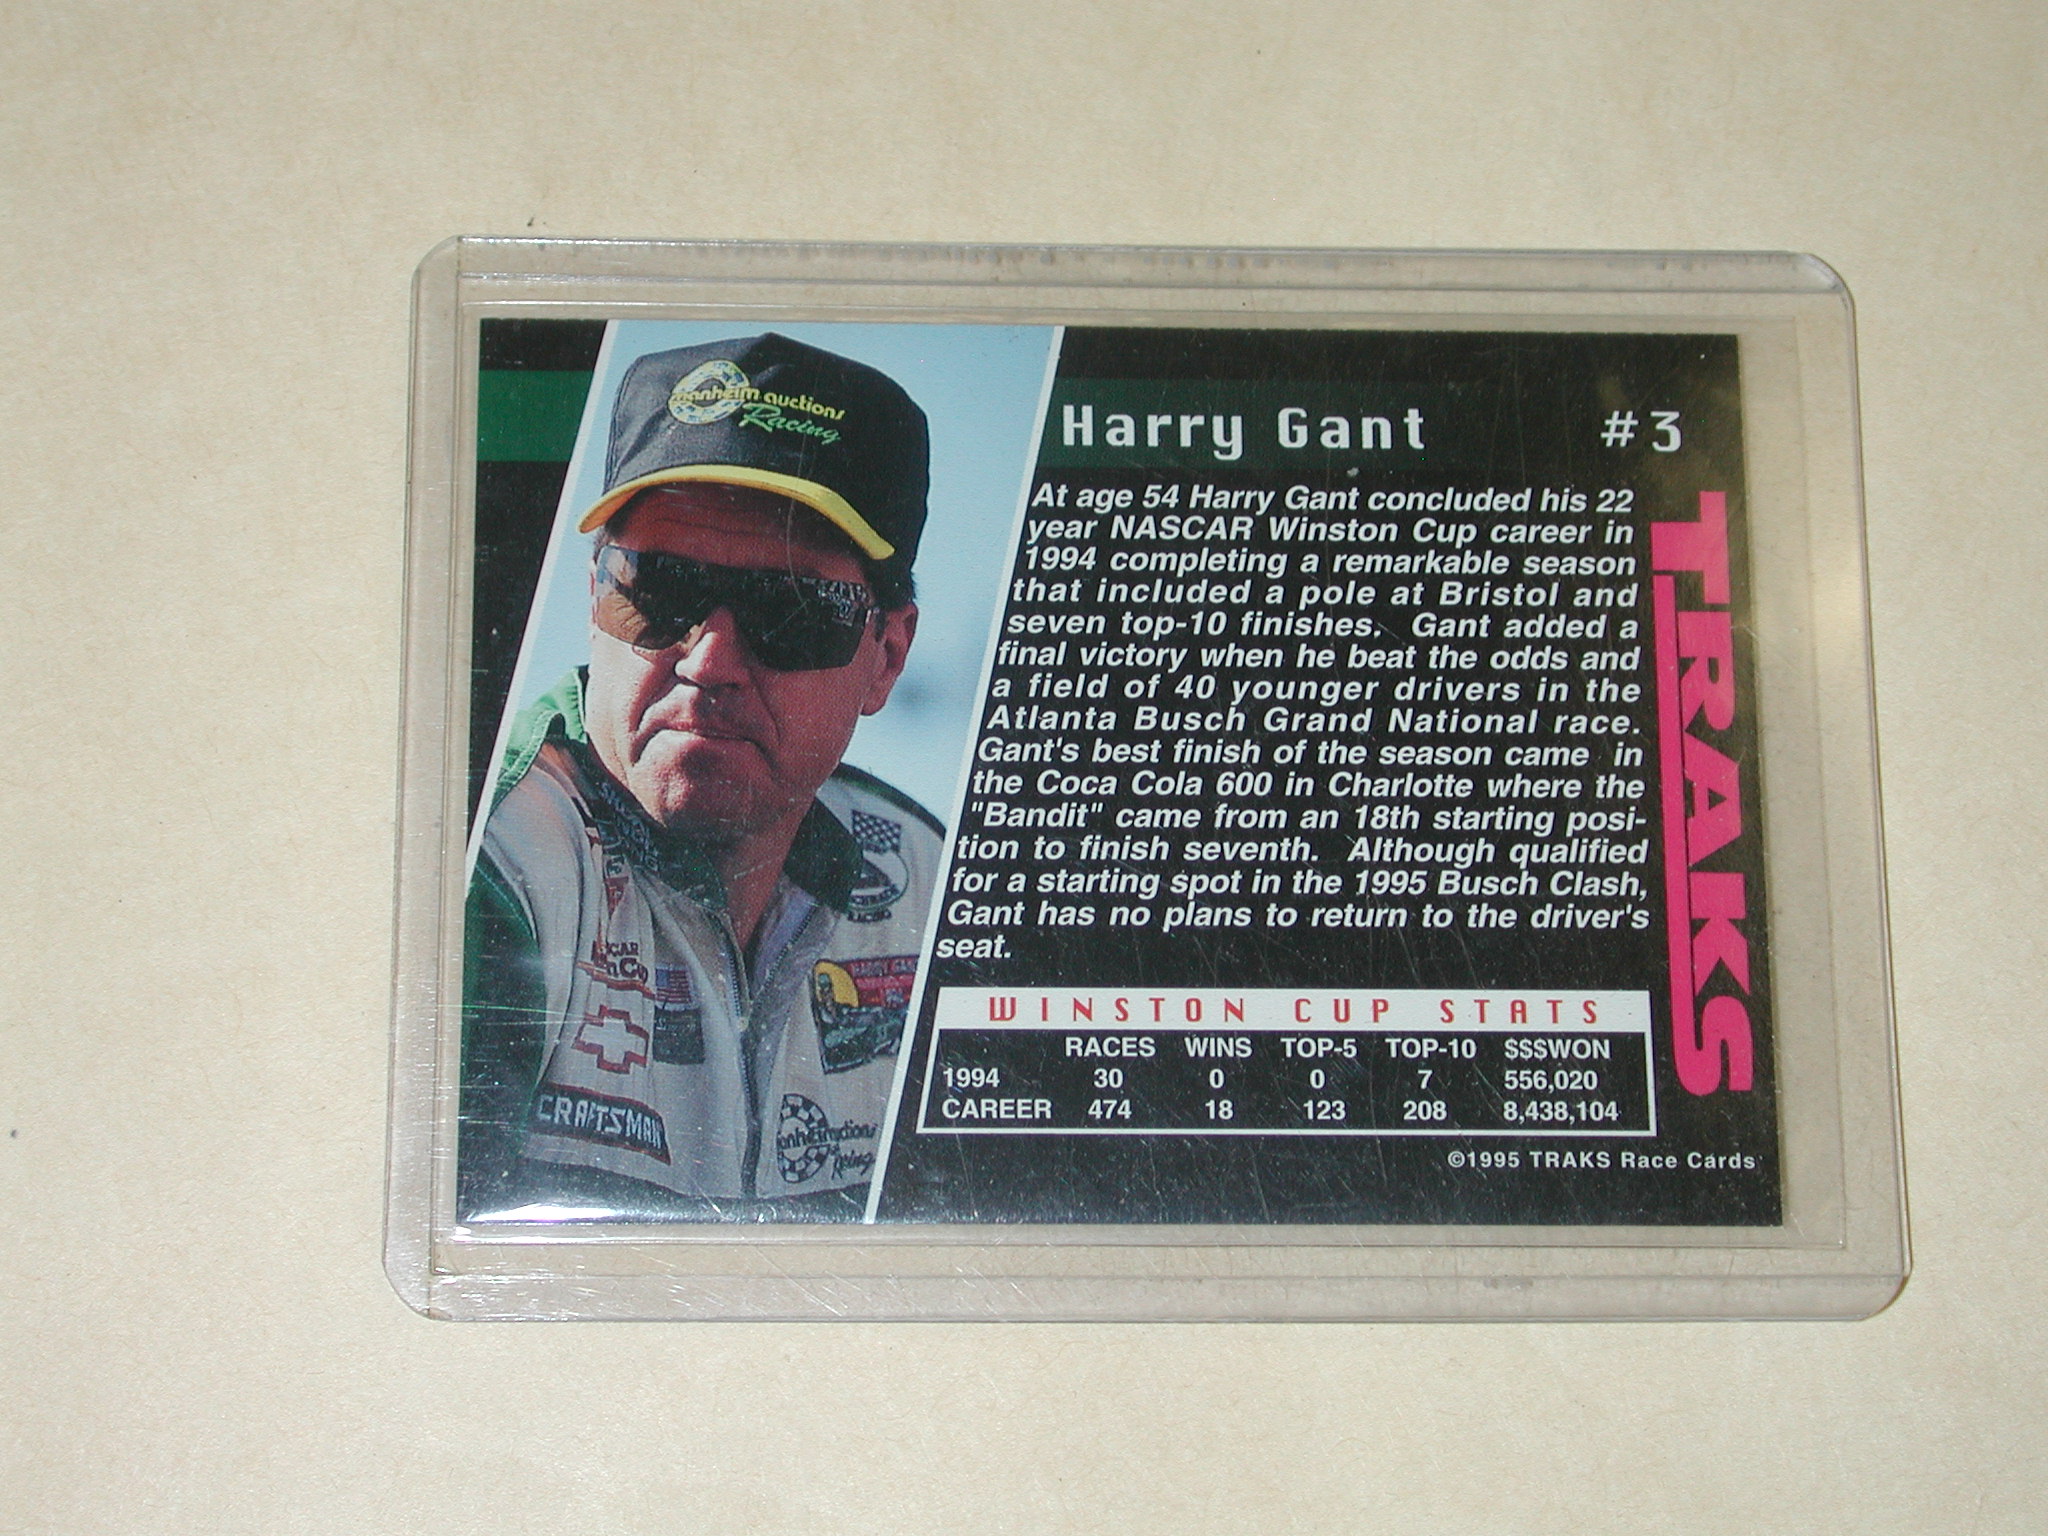 manheim auctions
Racing
Harry Gant #3
At age 54 Harry Gant concluded his 22
year NASCAR Winston Cup career in
1994 completing a remarkable season
that included a pole at Bristol and
seven top-10 finishes. Gant added a
final victory when he beat the odds and
a field of 40 younger drivers in the
Atlanta Busch Grand National race.
Gant's best finish of the season came in
the Coca Cola 600 in Charlotte where the
"Bandit" came from an 18th starting posi-
tion to finish seventh. Although qualified
for a starting spot in the 1995 Busch Clash,
Gant has no plans to return to the driver's
seat.
TRAKS
WINSTON CUP STATS
RACES WINS TOP-5 TOP-10 $$$WON
1994 30 0 0 7 556,020
CAREER 474 18 123 208 8,438,104
©1995 TRAKS Race Cards
HARRY GANT
CRAFTSMAN
Racing